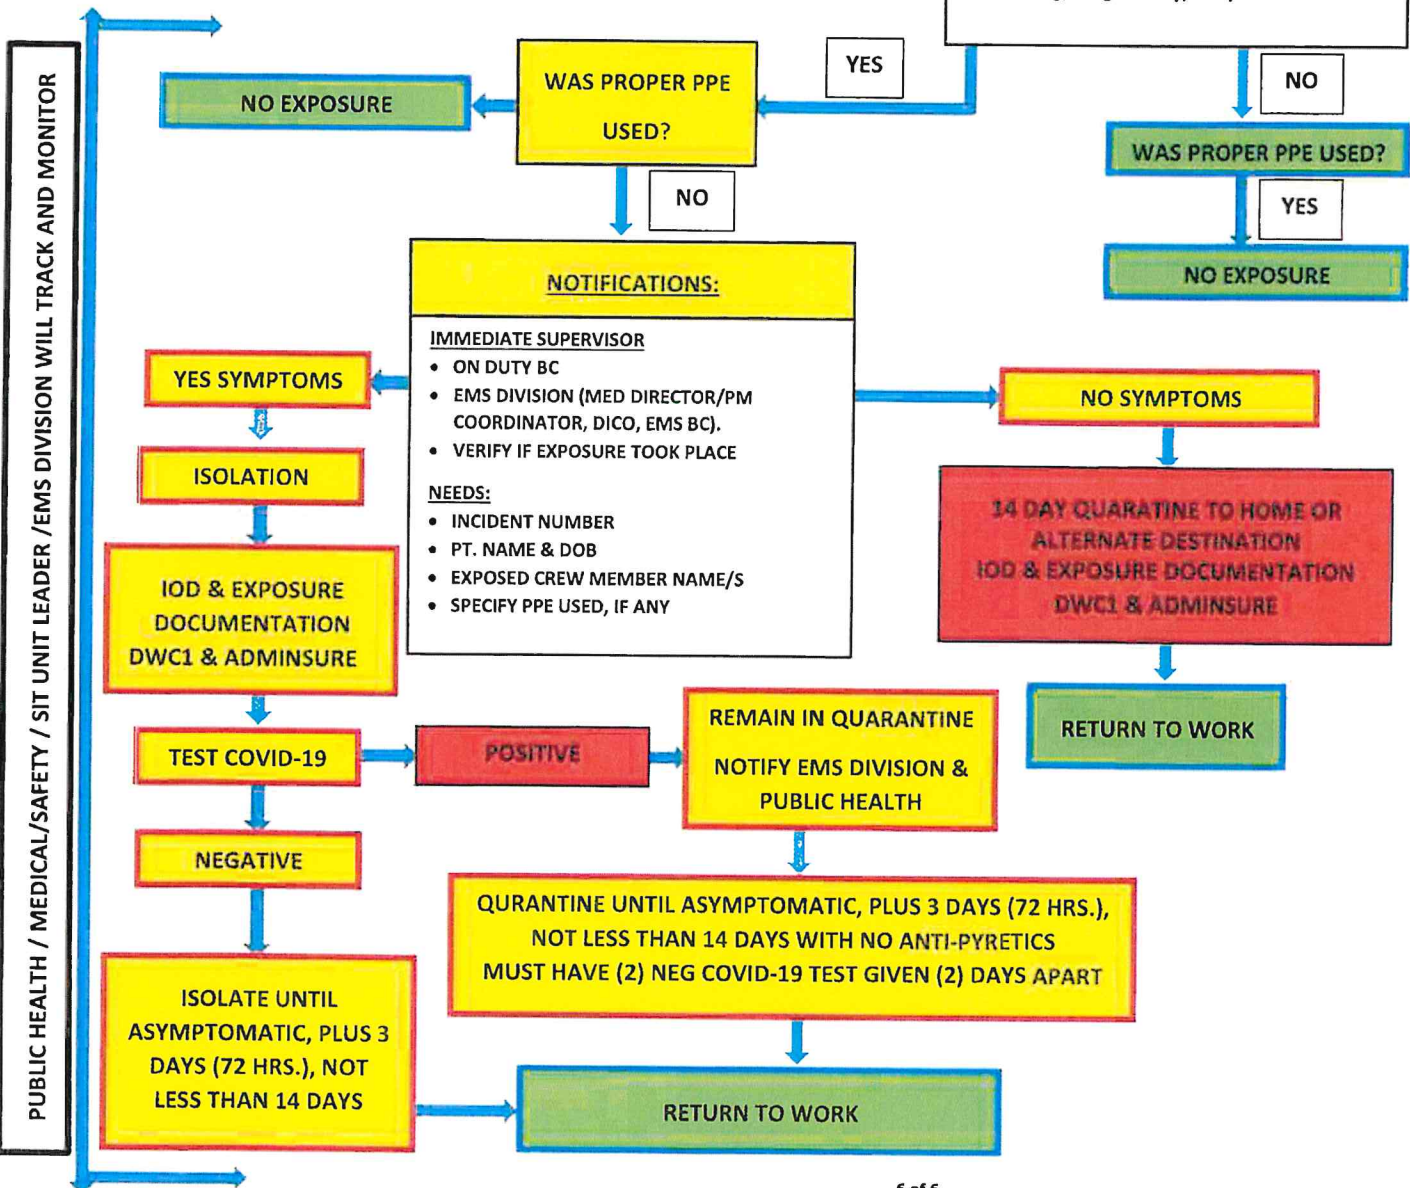 PUBLIC HEALTH / MEDICAL/SAFETY / SIT UNIT LEADER /EMS DIVISION WILL TRACK AND MONITOR
YES
NO
WAS PROPER PPE
USED?
NO EXPOSURE
WAS PROPER PPE USED?
NO
YES
NO EXPOSURE
NOTIFICATIONS:
IMMEDIATE SUPERVISOR
• ON DUTY BC
• EMS DIVISION (MED DIRECTOR/PM
COORDINATOR, DICO, EMS BC).
• VERIFY IF EXPOSURE TOOK PLACE
NEEDS:
• INCIDENT NUMBER
• PT. NAME & DOB
• EXPOSED CREW MEMBER NAME/S
• SPECIFY PPE USED, IF ANY
YES SYMPTOMS
ISOLATION
IOD & EXPOSURE
DOCUMENTATION
DWC1 & ADMINSURE
NO SYMPTOMS
14 DAY QUARATINE TO HOME OR
ALTERNATE DESTINATION
IOD & EXPOSURE DOCUMENTATION
DWC1 & ADMINSURE
RETURN TO WORK
TEST COVID-19
POSITIVE
REMAIN IN QUARANTINE
NOTIFY EMS DIVISION &
PUBLIC HEALTH
NEGATIVE
QURANTINE UNTIL ASYMPTOMATIC, PLUS 3 DAYS (72 HRS.),
NOT LESS THAN 14 DAYS WITH NO ANTI-PYRETICS
MUST HAVE (2) NEG COVID-19 TEST GIVEN (2) DAYS APART
ISOLATE UNTIL
ASYMPTOMATIC, PLUS 3
DAYS (72 HRS.), NOT
LESS THAN 14 DAYS
RETURN TO WORK
6 of 6